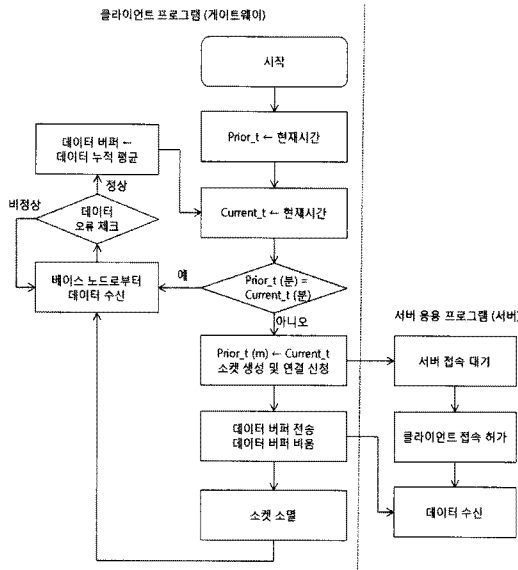 클라이언트 프로그램 (게이트웨이)
시작
Prior_t ← 현재시간
데이터 버퍼 ←
데이터 누적 평균
정상
비정상
데이터
오류 체크
Current_t ← 현재시간
베이스 노드로부터
데이터 수신
예
Prior_t (분) =
Current_t (분)
아니오
서버 응용 프로그램 (서버)
Prior_t (m) ← Current_t
소켓 생성 및 연결 신청
서버 접속 대기
데이터 버퍼 전송
데이터 버퍼 비움
클라이언트 접속 허가
소켓 소멸
데이터 수신